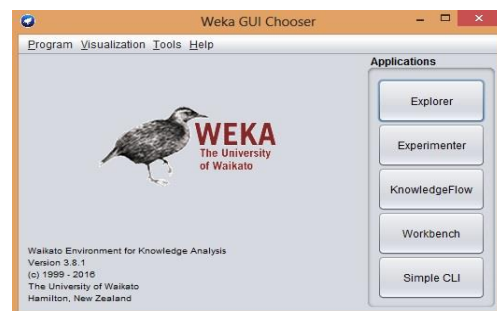 Weka GUI Chooser
Program Visualization Tools Help
Applications
Explorer
Experimenter
KnowledgeFlow
Workbench
Simple CLI
WEKA
The University
of Waikato
Waikato Environment for Knowledge Analysis
Version 3.8.1
(c) 1999 - 2016
The University of Waikato
Hamilton, New Zealand